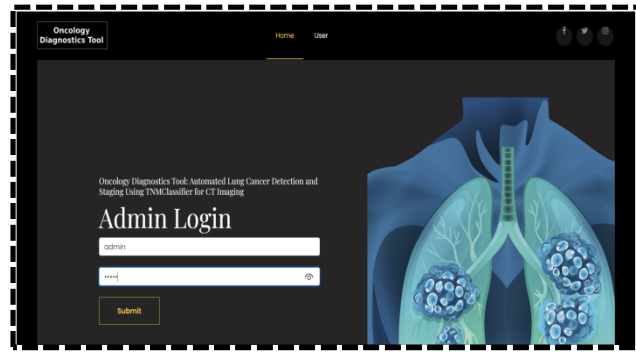 Oncology
Diagnostics Tool
Home User
Oncology Diagnostics Tool: Automated Lung Cancer Detection and
Staging Using TNMClassifier for CT Imaging
Admin Login
admin
•••••
Submit